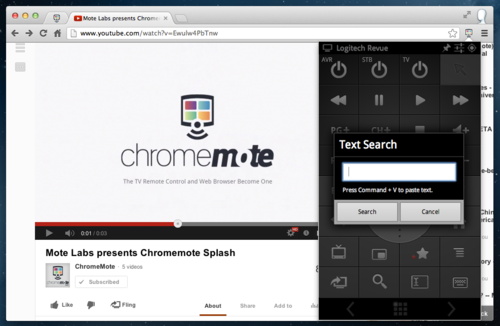 Mote Labs presents Chrome
www.youtube.com/watch?v=Ewulw4PbTnw
Logitech Revue
AVR
STB
TV
PG+
CH+
chromemote
The TV Remote Control and Web Browser Become One
Text Search
Press Command + V to paste text.
Search
Cancel
0:01 / 0:03
Mote Labs presents Chromemote Splash
ChromeMote · 5 videos
Subscribed
Like
Fling
About
Share
Add to